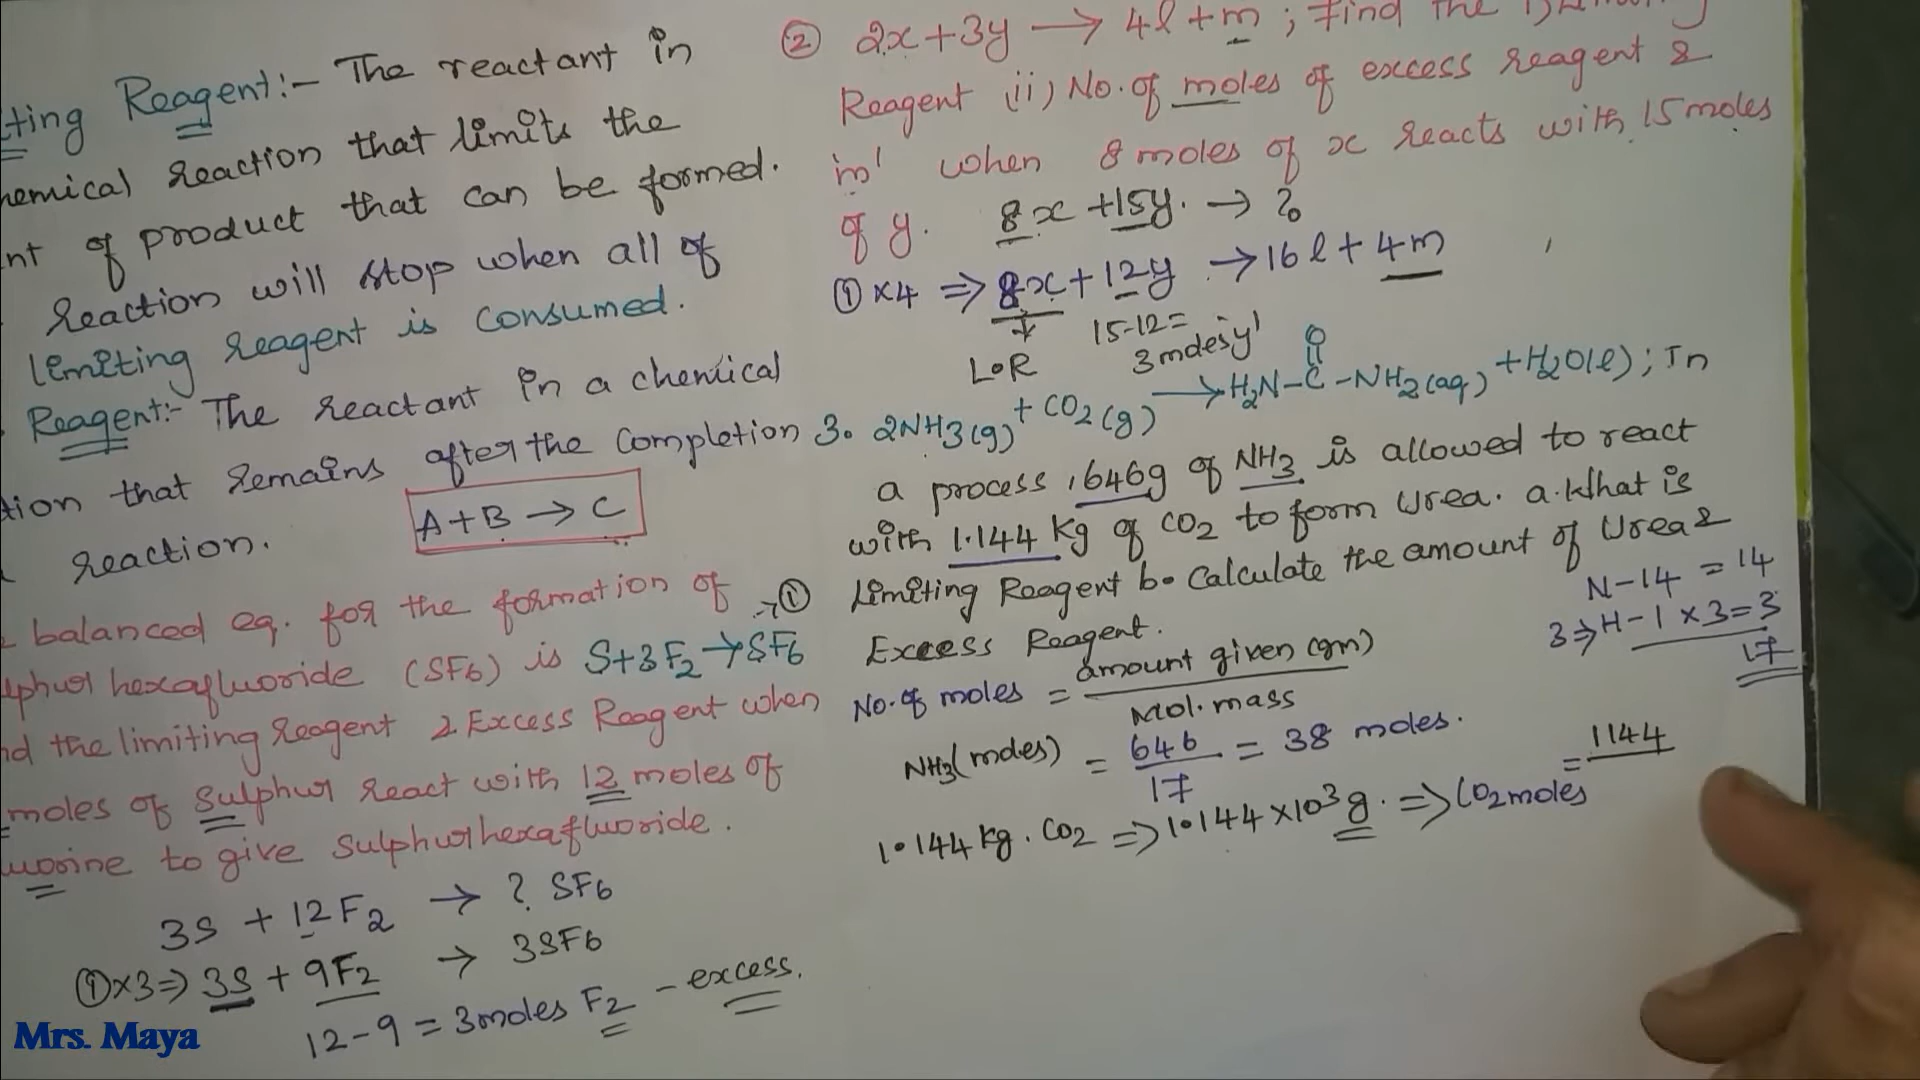 ting Reagent:- The reactant in
hemical reaction that limits the
nt of product that can be formed.
reaction will stop when all of
limiting reagent is consumed.
Reagent:- The reactant in a chemical
tion that remains after the completion
reaction.
A+B → C
balanced eq. for the formation of
lphur hexafluoride (SF6) is S+3F2→SF6 → ①
nd the limiting reagent & Excess Reagent when
moles of Sulphur react with 12 moles of
uorine to give Sulphurhexafluoride.
3S + 12F2 → ? SF6
①×3⇒ 3S + 9F2 → 3SF6
12-9 = 3moles F2 - excess.
② 2x+3y → 4l+m ; Find the
Reagent (ii) No. of moles of excess reagent &
'm' when 8 moles of x reacts with 15 moles
of y. 8x +15y. → ?
①×4 ⇒ 8x+12y → 16l + 4m
LoR 15-12=
3moles 'y'
3. 2NH3(g) + CO2(g) → H2N-C-NH2(aq) + H2O(l) ; In
O
a process, 646g of NH3 is allowed to react
with 1.144 Kg of CO2 to form Urea. a. What is
Limiting Reagent b. Calculate the amount of Urea &
Excess Reagent.
N-14 = 14
3⇒H-1×3=3
17
No. of moles = amount given (gm)
Mol. mass
NH3(moles) = 646 = 38 moles.
17
1.144 kg. CO2 ⇒ 1.144×10³g. ⇒ CO2 moles = 1144
Mrs. Maya